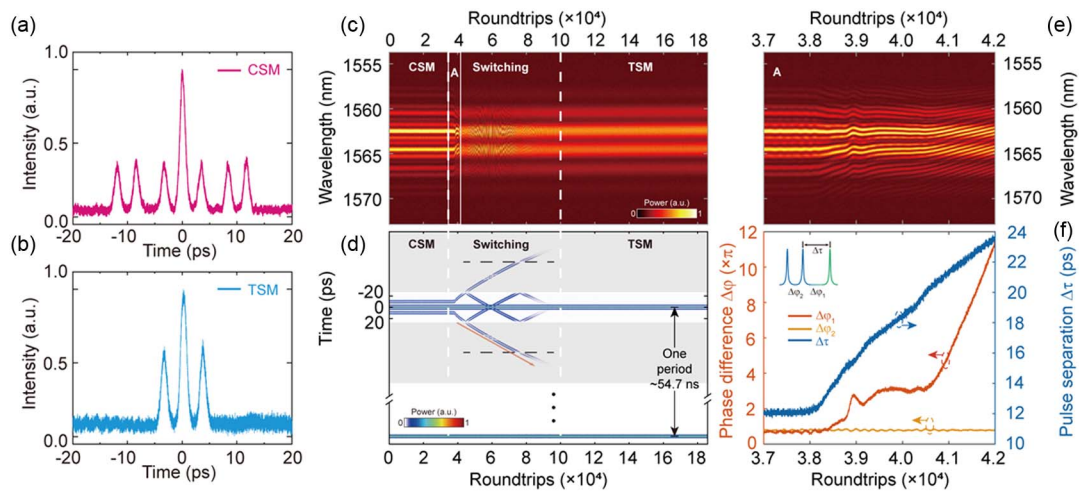 (a)
1.0
0.5
0.0
Intensity (a.u.)
CSM
-20 -10 0 10 20
Time (ps)
(b)
1.0
0.5
0.0
Intensity (a.u.)
TSM
-20 -10 0 10 20
Time (ps)
(c)
Roundtrips (×10⁴)
0 2 4 6 8 10 12 14 16 18
Wavelength (nm)
1555
1560
1565
1570
CSM A Switching TSM
Power (a.u.)
0 1
(d)
CSM Switching TSM
Time (ps)
-20
0
20
One
period
~54.7 ns
Power (a.u.)
0 1
0 2 4 6 8 10 12 14 16 18
Roundtrips (×10⁴)
(e)
Roundtrips (×10⁴)
3.7 3.8 3.9 4.0 4.1 4.2
A
1555
1560
1565
1570
Wavelength (nm)
(f)
Phase difference Δφ (×π)
12
10
8
6
4
2
0
Δτ
Δφ₂ Δφ₁
Δφ₁
Δφ₂
Δτ
24
22
20
18
16
14
12
10
Pulse separation Δτ (ps)
3.7 3.8 3.9 4.0 4.1 4.2
Roundtrips (×10⁴)